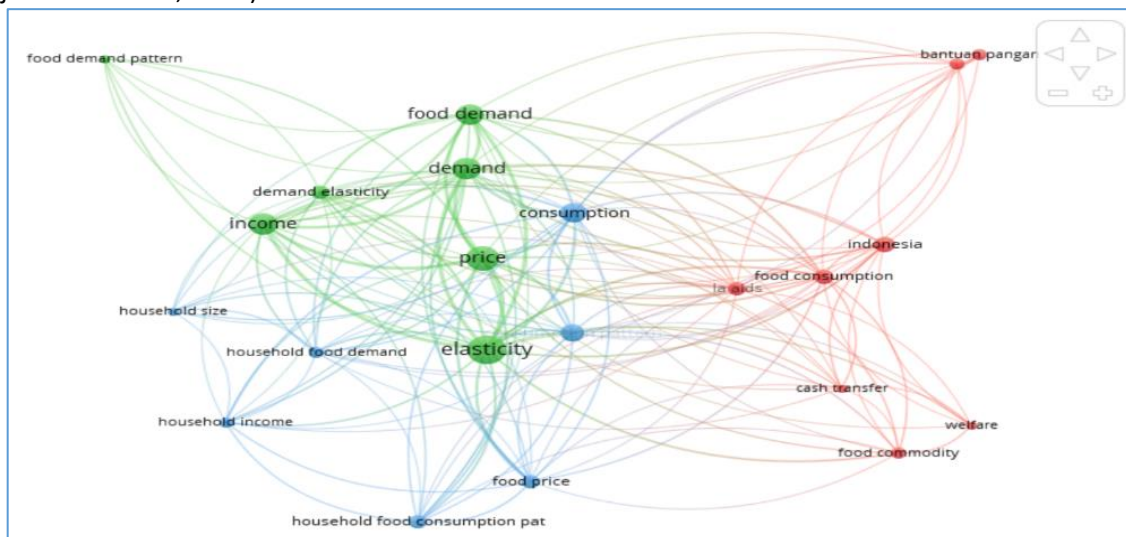 food demand pattern
bantuan pangan
food demand
demand
demand elasticity
consumption
income
indonesia
price
food consumption
la aids
household size
elasticity
household food demand
cash transfer
household income
welfare
food commodity
food price
household food consumption pat